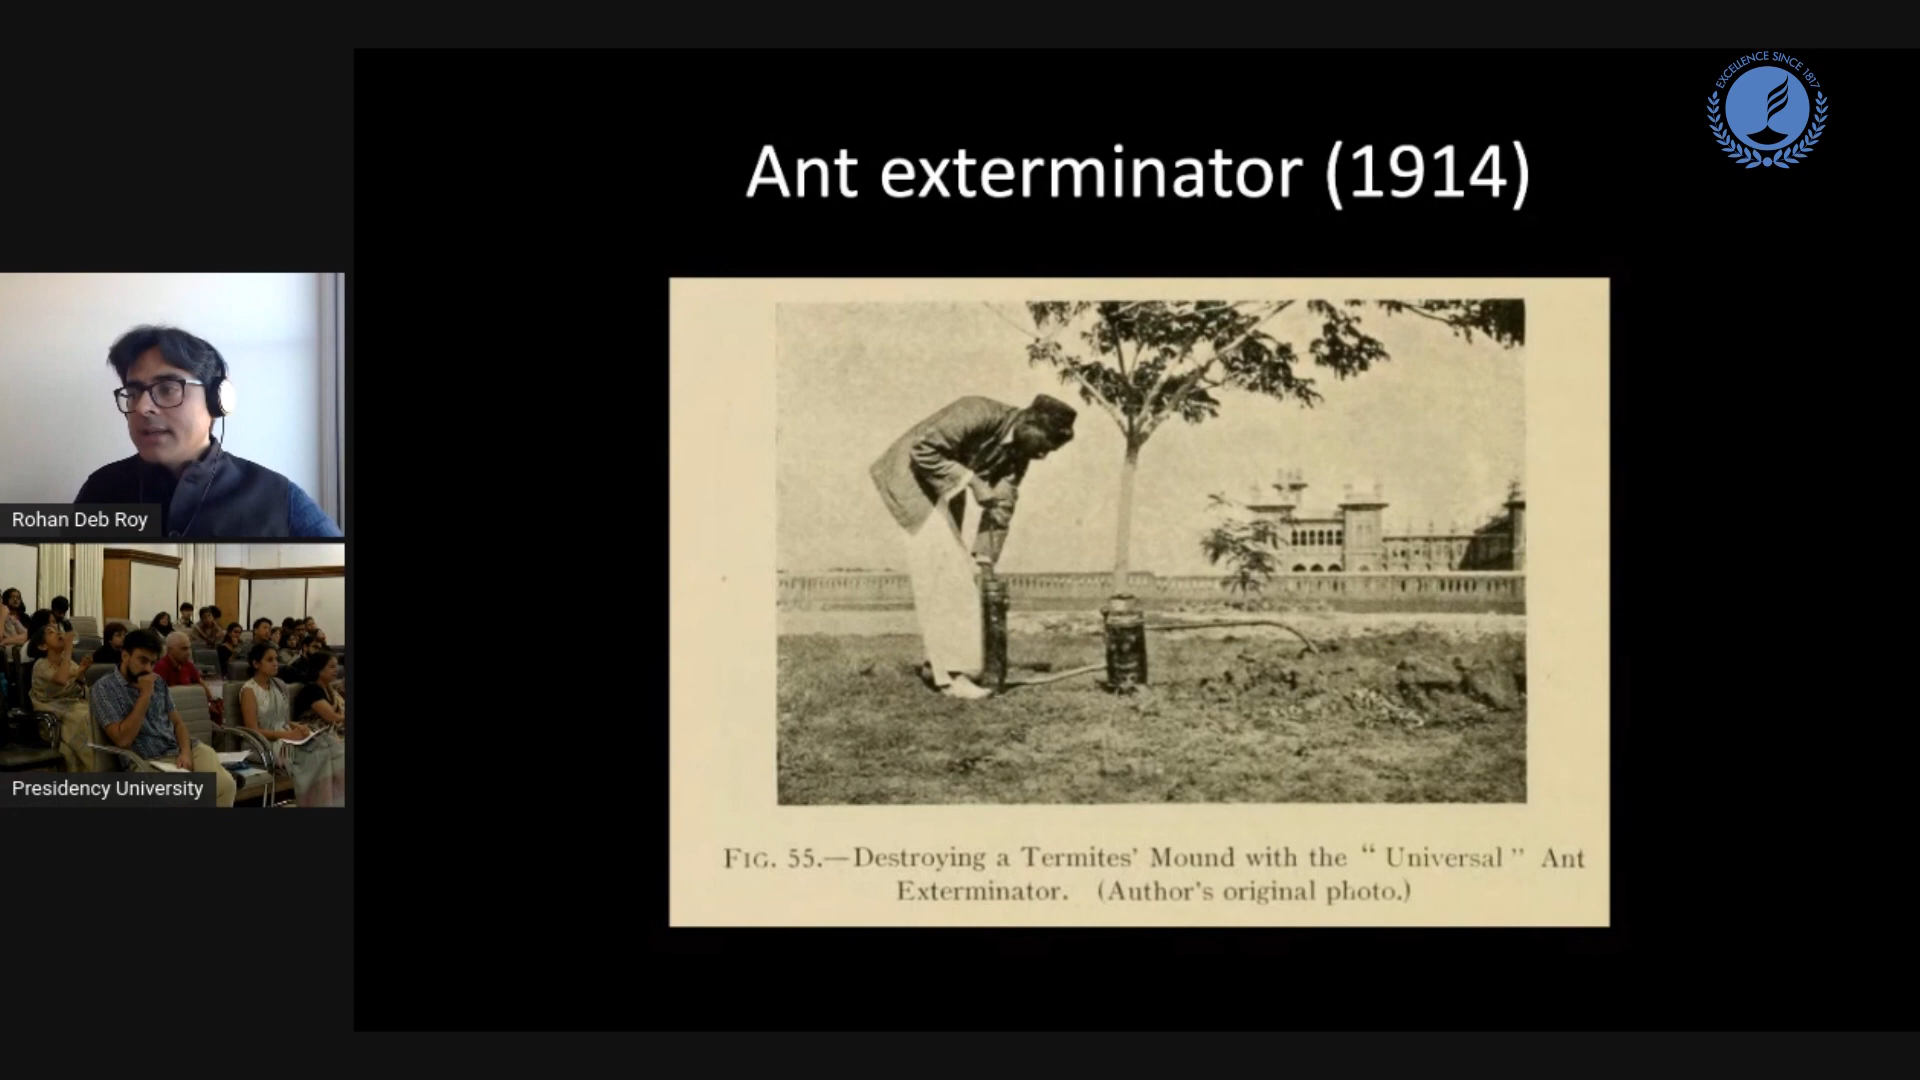 EXCELLENCE SINCE 1817
Ant exterminator (1914)
Rohan Deb Roy
Presidency University
FIG. 55.—Destroying a Termites' Mound with the “ Universal ” Ant
Exterminator. (Author's original photo.)